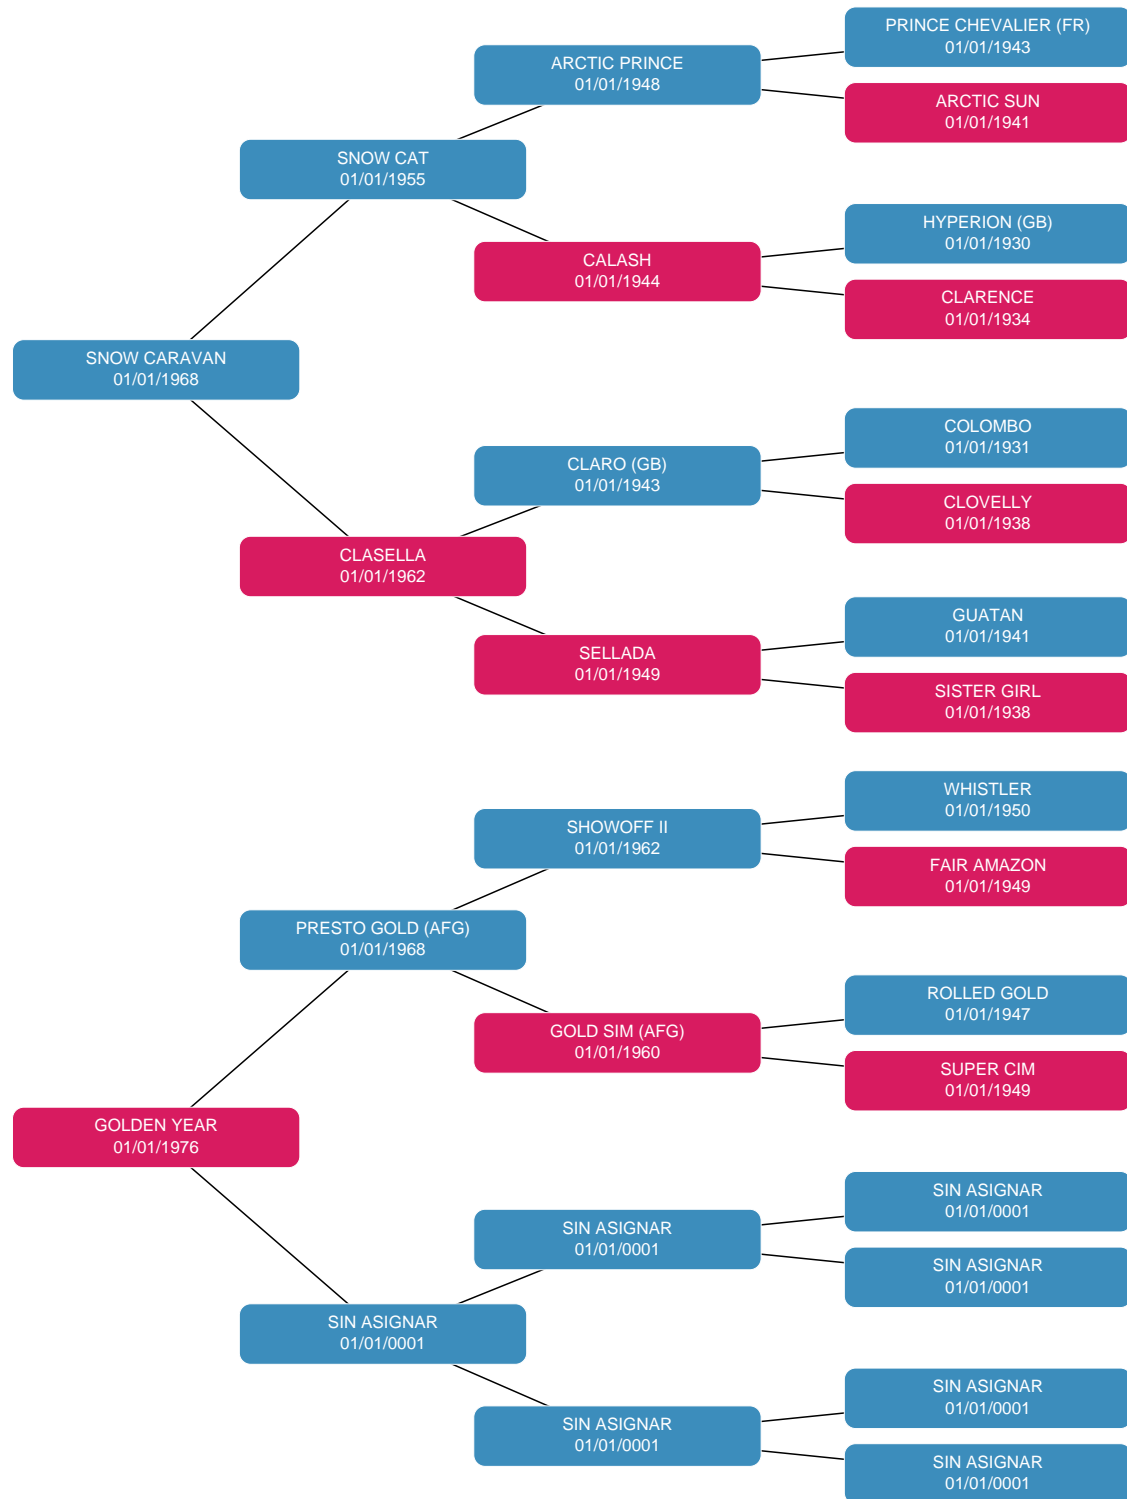 PRINCE CHEVALIER (FR)
01/01/1943
ARCTIC PRINCE
01/01/1948
ARCTIC SUN
01/01/1941
SNOW CAT
01/01/1955
HYPERION (GB)
01/01/1930
CALASH
01/01/1944
CLARENCE
01/01/1934
SNOW CARAVAN
01/01/1968
COLOMBO
01/01/1931
CLARO (GB)
01/01/1943
CLOVELLY
01/01/1938
CLASELLA
01/01/1962
GUATAN
01/01/1941
SELLADA
01/01/1949
SISTER GIRL
01/01/1938
WHISTLER
01/01/1950
SHOWOFF II
01/01/1962
FAIR AMAZON
01/01/1949
PRESTO GOLD (AFG)
01/01/1968
ROLLED GOLD
01/01/1947
GOLD SIM (AFG)
01/01/1960
SUPER CIM
01/01/1949
GOLDEN YEAR
01/01/1976
SIN ASIGNAR
01/01/0001
SIN ASIGNAR
01/01/0001
SIN ASIGNAR
01/01/0001
SIN ASIGNAR
01/01/0001
SIN ASIGNAR
01/01/0001
SIN ASIGNAR
01/01/0001
SIN ASIGNAR
01/01/0001